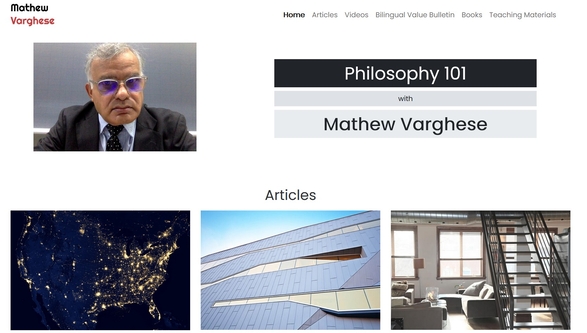 Mathew
Varghese
Home Articles Videos Bilingual Value Bulletin Books Teaching Materials
Philosophy 101
with
Mathew Varghese
Articles